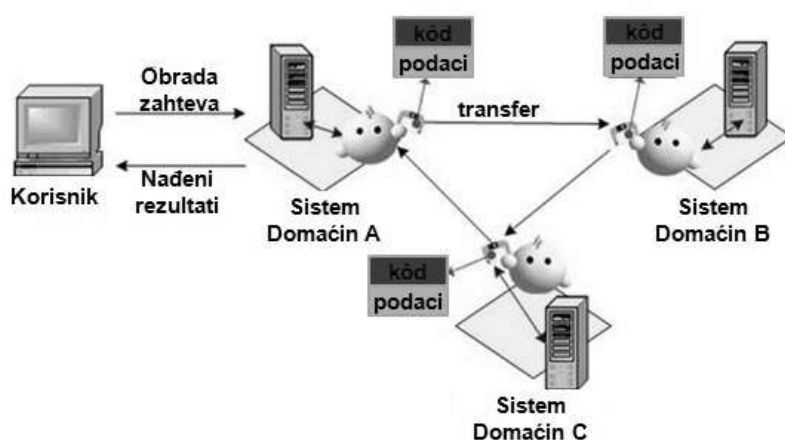 kôd
podaci
kôd
podaci
Obrada
zahteva
transfer
Korisnik
Nađeni
rezultati
Sistem
Domaćin A
Sistem
Domaćin B
kôd
podaci
Sistem
Domaćin C